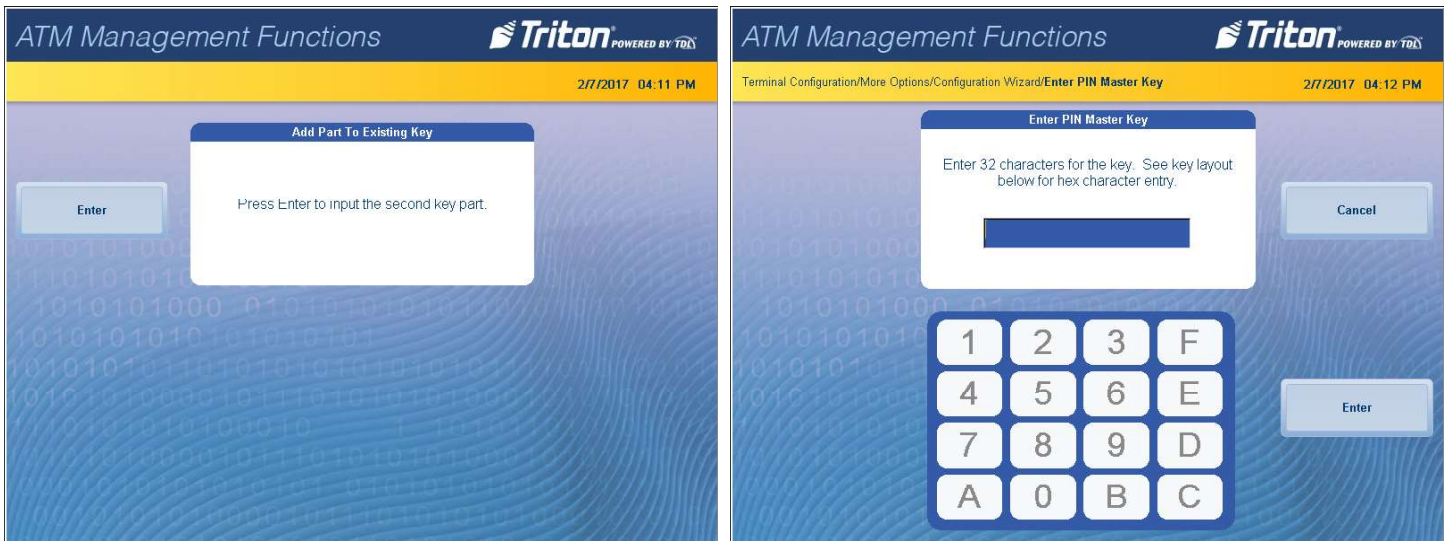 ATM Management Functions
Triton POWERED BY TDL
2/7/2017 04:11 PM
Add Part To Existing Key
Enter
Press Enter to input the second key part.
ATM Management Functions
Triton POWERED BY TDL
Terminal Configuration/More Options/Configuration Wizard/Enter PIN Master Key
2/7/2017 04:12 PM
Enter PIN Master Key
Enter 32 characters for the key. See key layout
below for hex character entry.
Cancel
1 2 3 F
4 5 6 E
Enter
7 8 9 D
A 0 B C